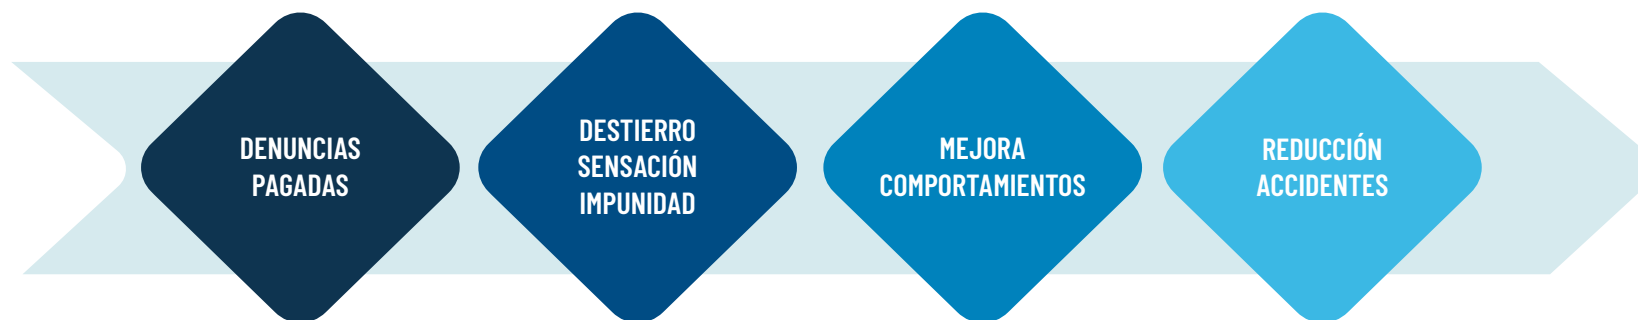 DENUNCIAS
PAGADAS
DESTIERRO
SENSACIÓN
IMPUNIDAD
MEJORA
COMPORTAMIENTOS
REDUCCIÓN
ACCIDENTES